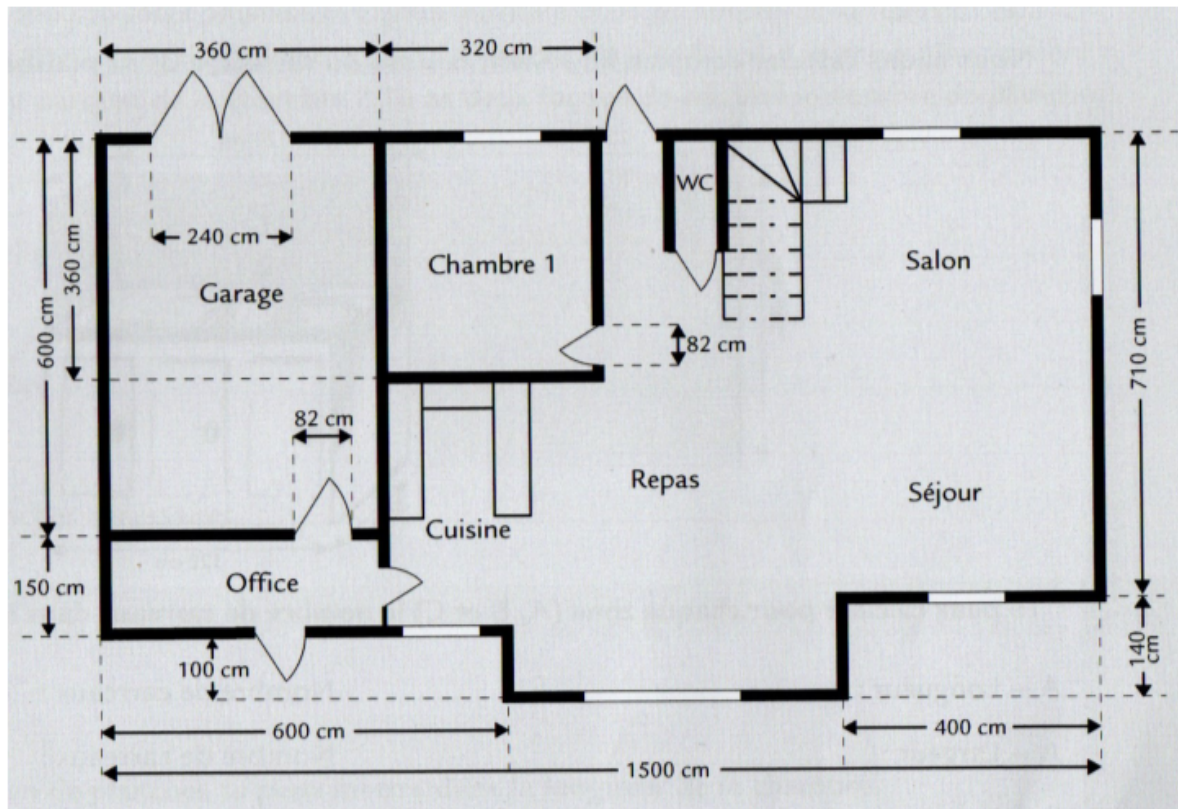 360 cm
320 cm
240 cm
Garage
Chambre 1
WC
Salon
600 cm
360 cm
710 cm
82 cm
82 cm
Repas
Séjour
Cuisine
Office
150 cm
100 cm
140 cm
600 cm
400 cm
1500 cm